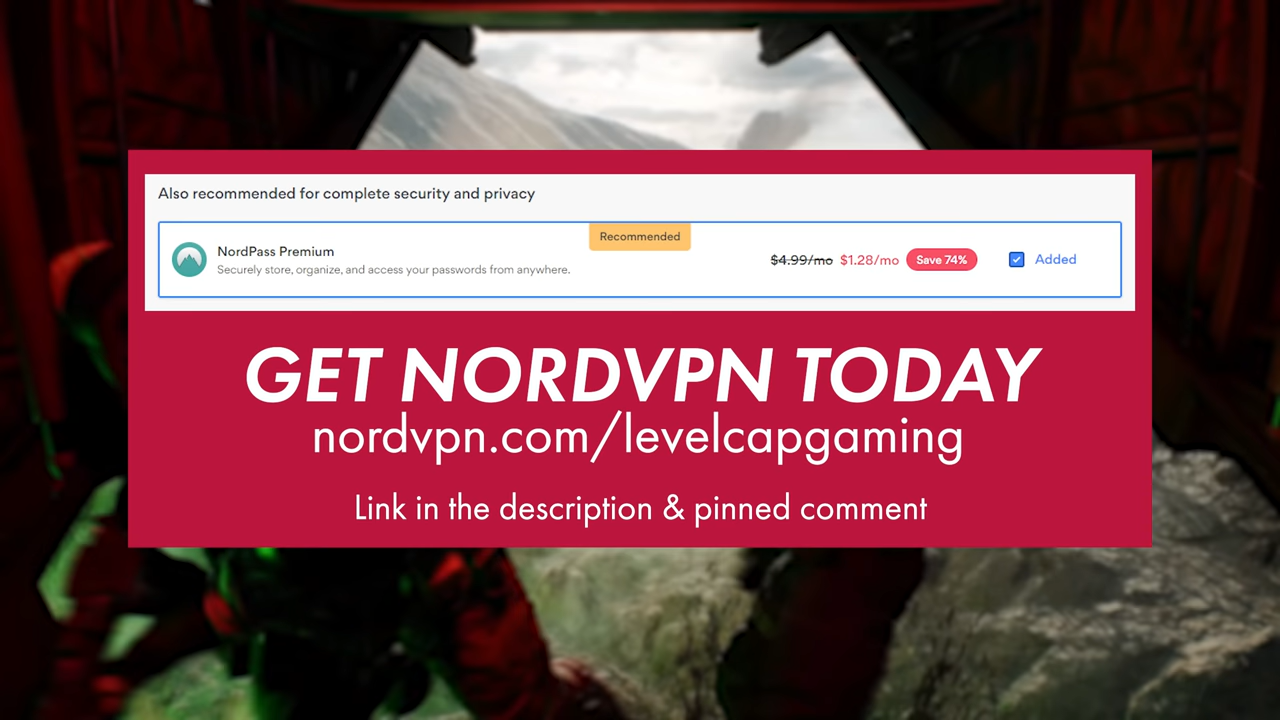 Also recommended for complete security and privacy
Recommended
NordPass Premium
Securely store, organize, and access your passwords from anywhere.
$4.99/mo $1.28/mo Save 74% Added
GET NORDVPN TODAY
nordvpn.com/levelcapgaming
Link in the description & pinned comment